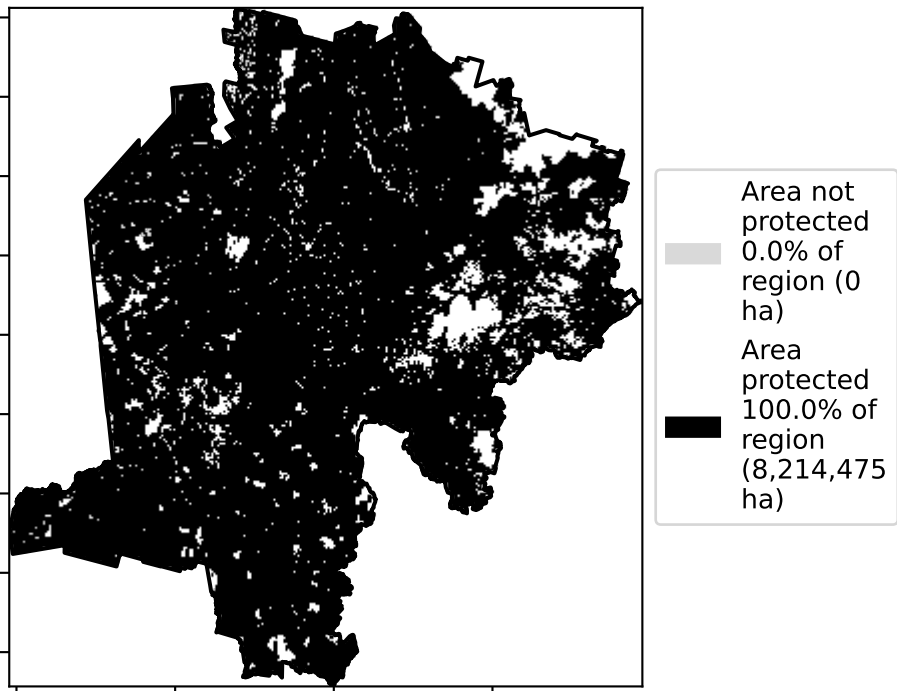 Area not
protected
0.0% of
region (0
ha)
Area
protected
100.0% of
region
(8,214,475
ha)